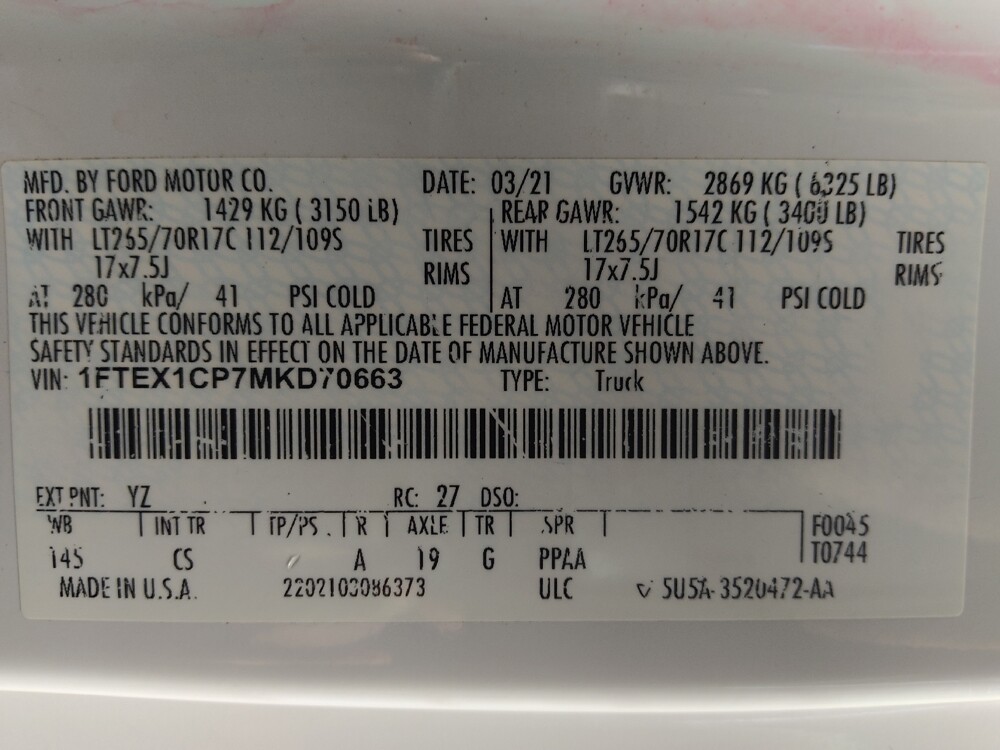 MFD. BY FORD MOTOR CO. DATE: 03/21 GVWR: 2869 KG ( 6325 LB)
FRONT GAWR: 1429 KG ( 3150 LB) REAR GAWR: 1542 KG ( 3400 LB)
WITH LT265/70R17C 112/109S TIRES WITH LT265/70R17C 112/109S TIRES
17x7.5J RIMS 17x7.5J RIMS
AT 280 kPa/ 41 PSI COLD AT 280 kPa/ 41 PSI COLD
THIS VEHICLE CONFORMS TO ALL APPLICABLE FEDERAL MOTOR VEHICLE
SAFETY STANDARDS IN EFFECT ON THE DATE OF MANUFACTURE SHOWN ABOVE.
VIN: 1FTEX1CP7MKD70663 TYPE: Truck
EXT PNT: YZ RC: 27 DSO:
WB INT TR TP/PS R AXLE TR SPR F0045
145 CS A 19 G PPAA T0744
MADE IN U.S.A. 2202103086373 ULC 5U5A-3520472-AA